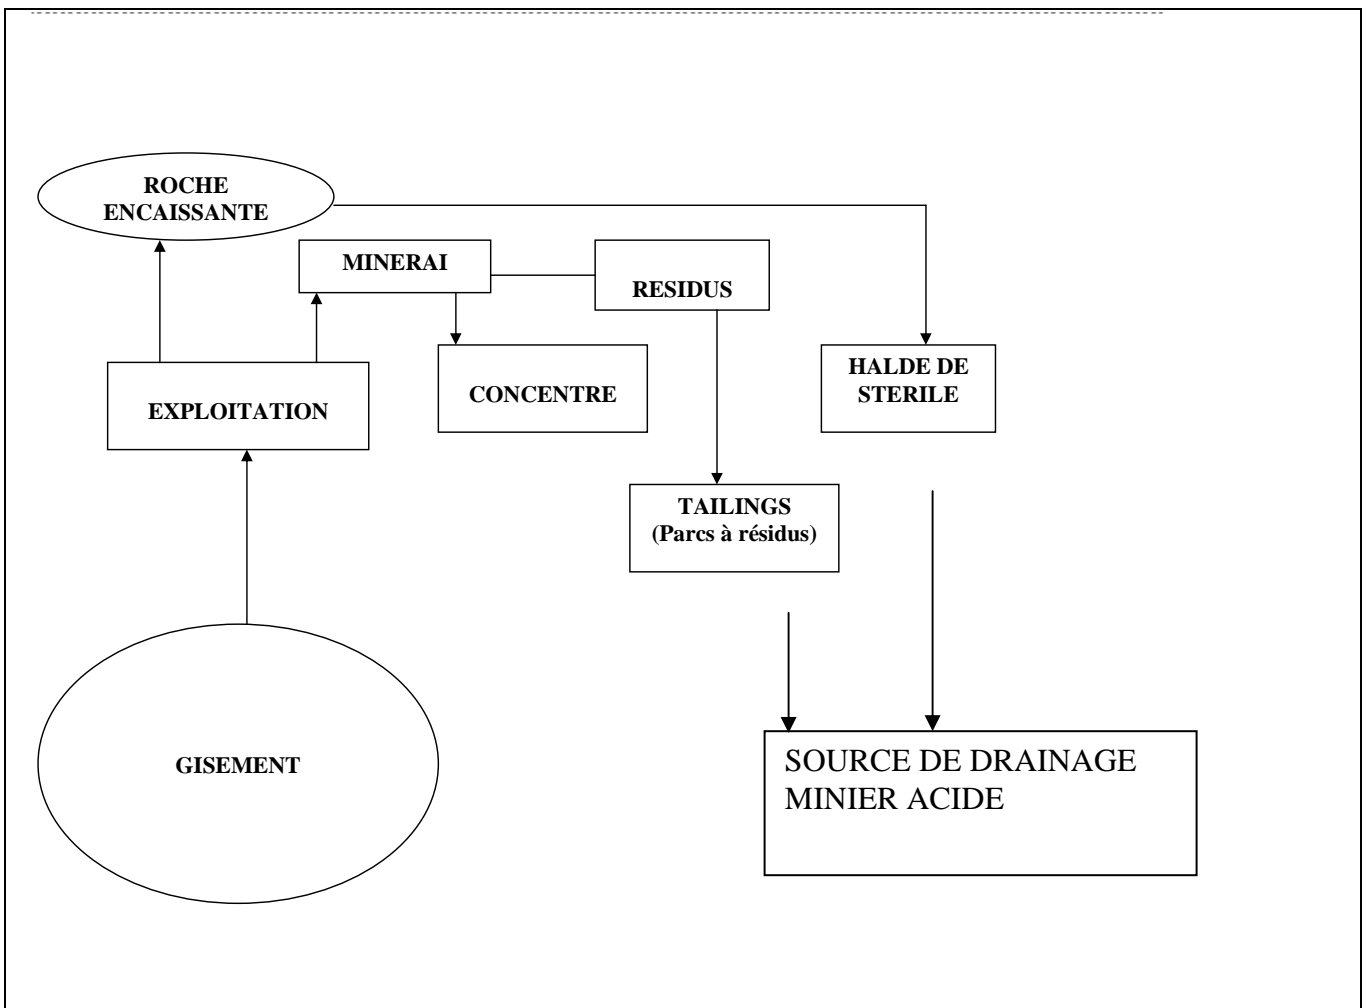 ROCHE
ENCAISSANTE
MINERAI
RESIDUS
EXPLOITATION
CONCENTRE
HALDE DE
STERILE
TAILINGS
(Parcs à résidus)
GISEMENT
SOURCE DE DRAINAGE
MINIER ACIDE